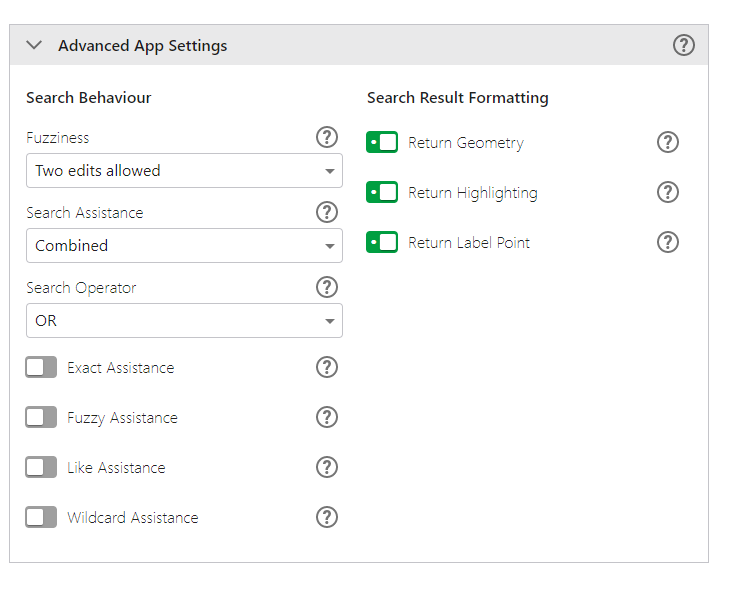 Advanced App Settings
?
Search Behaviour
Fuzziness
?
Two edits allowed
Search Assistance
?
Combined
Search Operator
?
OR
Exact Assistance
?
Fuzzy Assistance
?
Like Assistance
?
Wildcard Assistance
?
Search Result Formatting
Return Geometry
?
Return Highlighting
?
Return Label Point
?